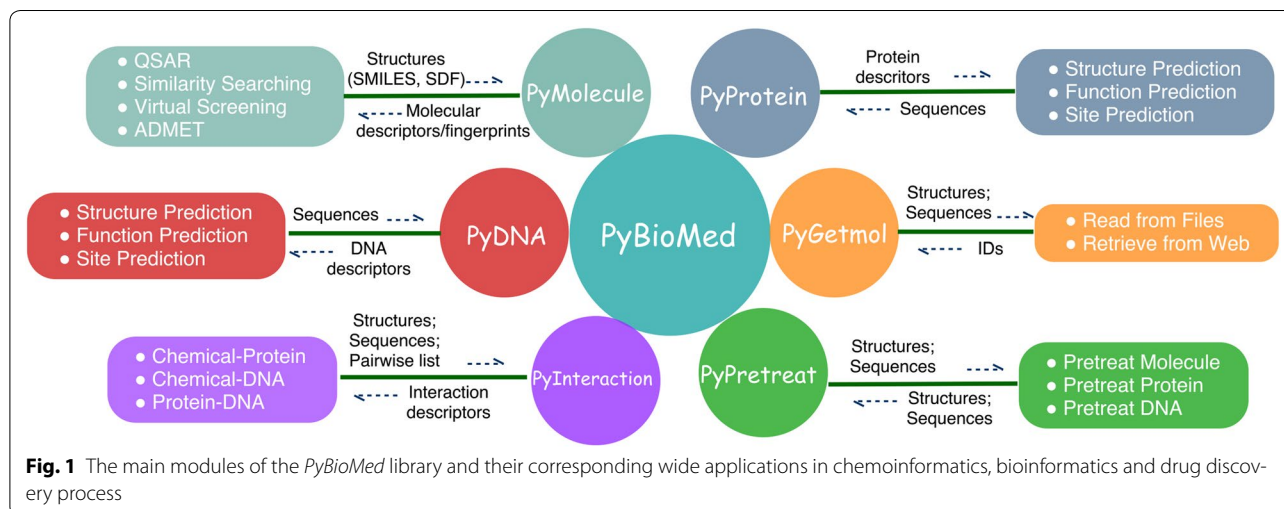 ● QSAR
● Similarity Searching
● Virtual Screening
● ADMET
Structures
(SMILES, SDF)
Molecular
descriptors/fingerprints
PyMolecule
PyProtein
Protein
descritors
Sequences
● Structure Prediction
● Function Prediction
● Site Prediction
● Structure Prediction
● Function Prediction
● Site Prediction
Sequences
DNA
descriptors
PyDNA
PyBioMed
PyGetmol
Structures;
Sequences
IDs
● Read from Files
● Retrieve from Web
● Chemical-Protein
● Chemical-DNA
● Protein-DNA
Structures;
Sequences;
Pairwise list
Interaction
descriptors
PyInteraction
PyPretreat
Structures;
Sequences
Structures;
Sequences
● Pretreat Molecule
● Pretreat Protein
● Pretreat DNA
Fig. 1 The main modules of the PyBioMed library and their corresponding wide applications in chemoinformatics, bioinformatics and drug discov-
ery process